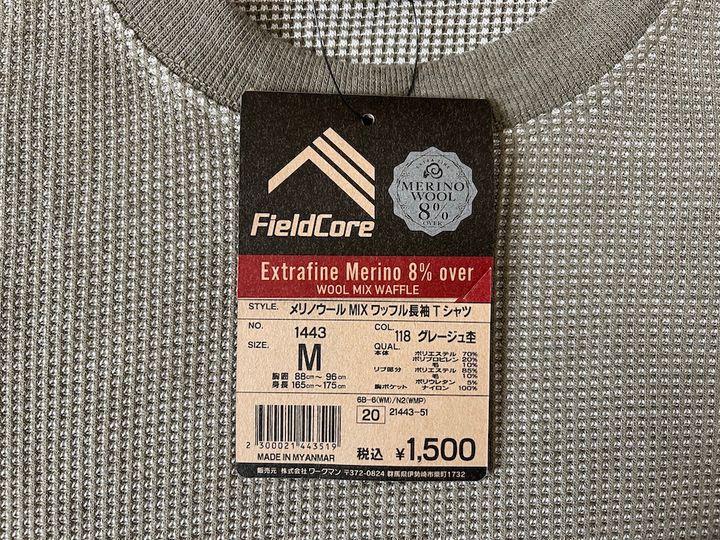 FieldCore
EXTRA FINE
MERINO
WOOL
8%
OVER
Extrafine Merino 8% over
WOOL MIX WAFFLE
STYLE. メリノウール MIX ワッフル長袖 Tシャツ
NO. 1443
COL. 118 グレージュ杢
SIZE. M
胸囲 88cm〜96cm
身長 165cm〜175cm
QUAL.
本体 ポリエステル 70%
ポリプロピレン 20%
毛 10%
リブ部分 ポリエステル 85%
毛 10%
ポリウレタン 5%
胸ポケット ナイロン 100%
6B-6(WM)/N2(WMP)
20 21443-51
2 300021 443519
MADE IN MYANMAR
税込 ¥1,500
販売元 株式会社 ワークマン 〒372-0824 群馬県伊勢崎市柴町1732